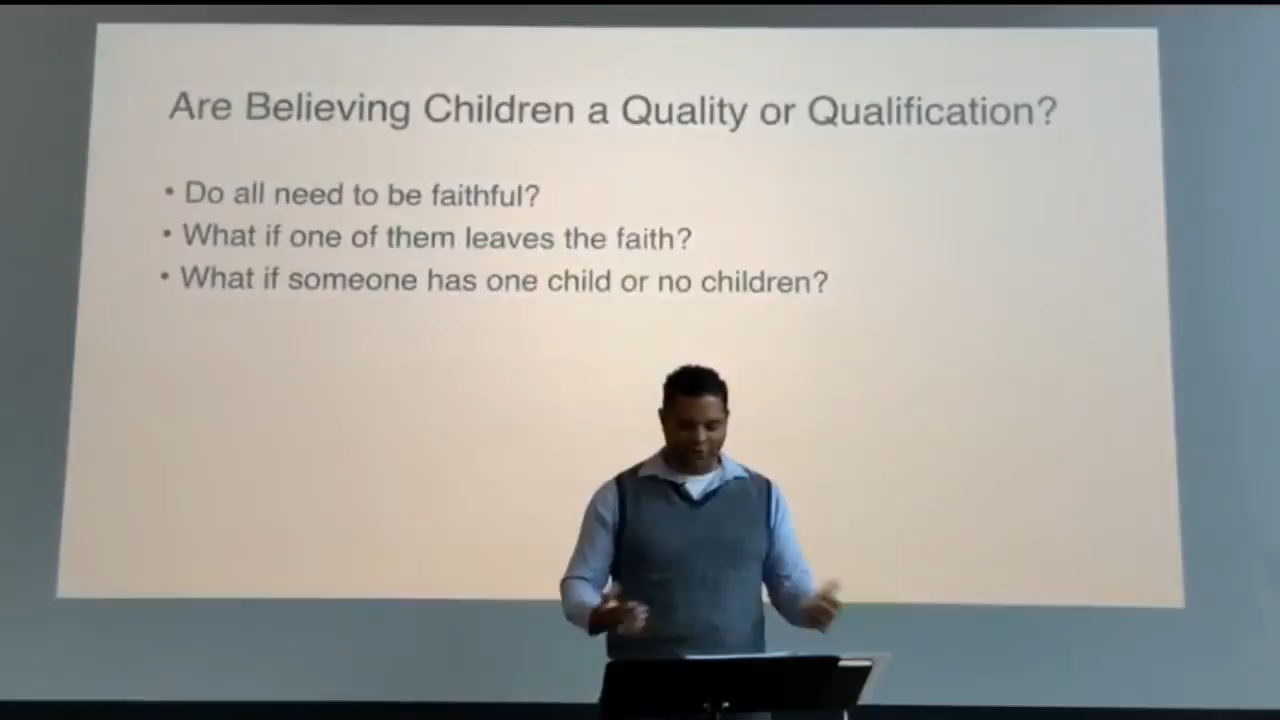 Are Believing Children a Quality or Qualification?
• Do all need to be faithful?
• What if one of them leaves the faith?
• What if someone has one child or no children?